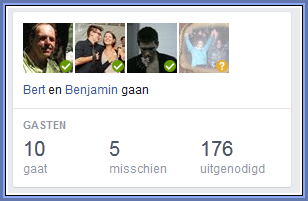 Bert en Benjamin gaan
GASTEN
10 5 176
gaat misschien uitgenodigd